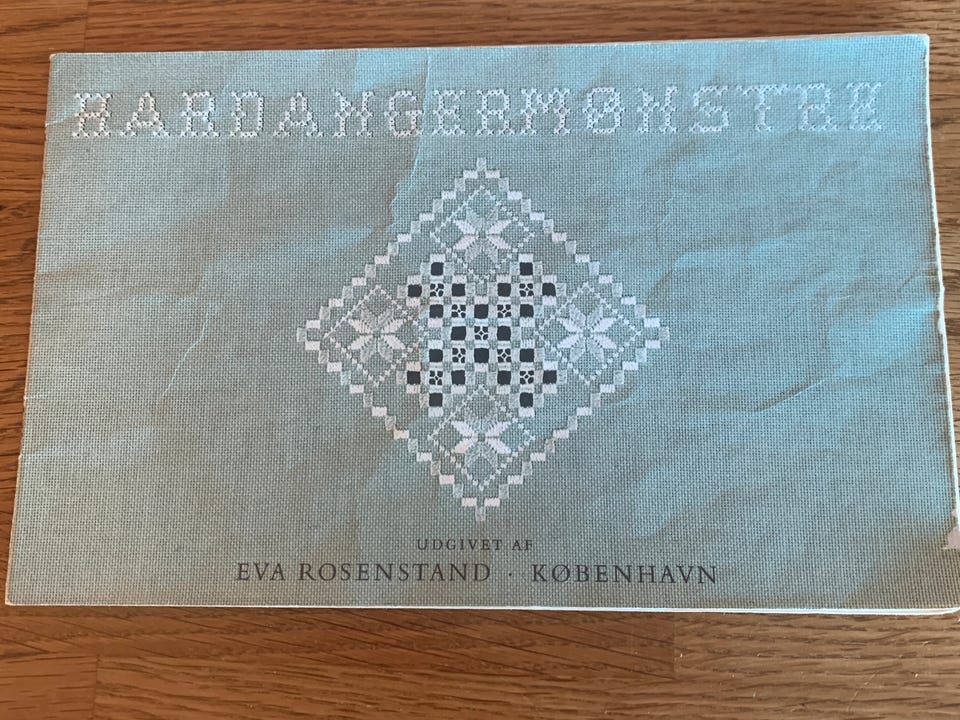 HARDANGERMØNSTRE
UDGIVET AF
EVA ROSENSTAND · KØBENHAVN